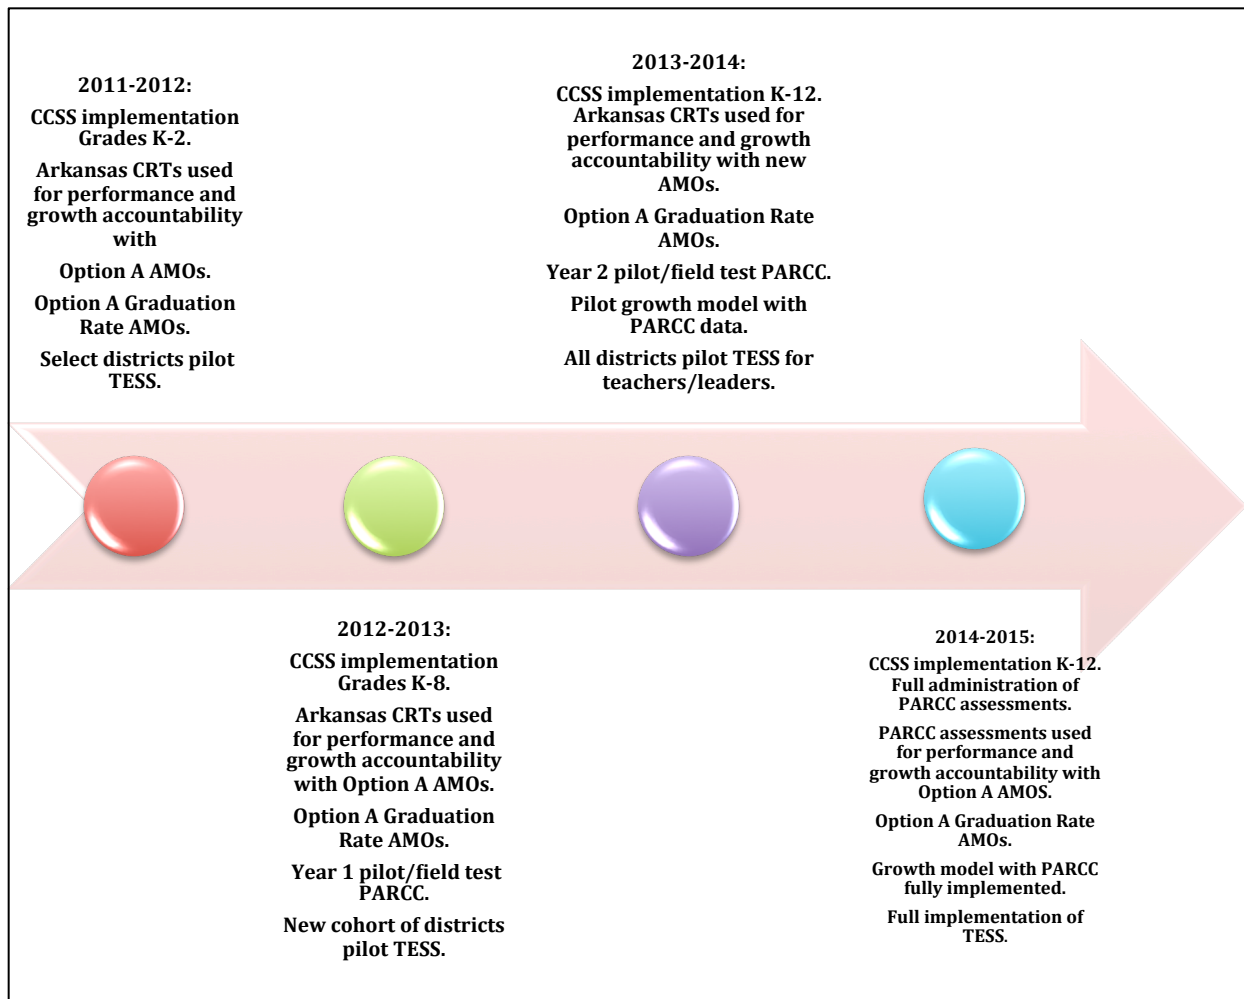 2011-2012:
CCSS implementation
Grades K-2.
Arkansas CRTs used
for performance and
growth accountability
with
Option A AMOs.
Option A Graduation
Rate AMOs.
Select districts pilot
TESS.
2012-2013:
CCSS implementation
Grades K-8.
Arkansas CRTs used
for performance and
growth accountability
with Option A AMOs.
Option A Graduation
Rate AMOs.
Year 1 pilot/field test
PARCC.
New cohort of districts
pilot TESS.
2013-2014:
CCSS implementation K-12.
Arkansas CRTs used for
performance and growth
accountability with new
AMOs.
Option A Graduation Rate
AMOs.
Year 2 pilot/field test PARCC.
Pilot growth model with
PARCC data.
All districts pilot TESS for
teachers/leaders.
2014-2015:
CCSS implementation K-12.
Full administration of
PARCC assessments.
PARCC assessments used
for performance and
growth accountability with
Option A AMOS.
Option A Graduation Rate
AMOs.
Growth model with PARCC
fully implemented.
Full implementation of
TESS.